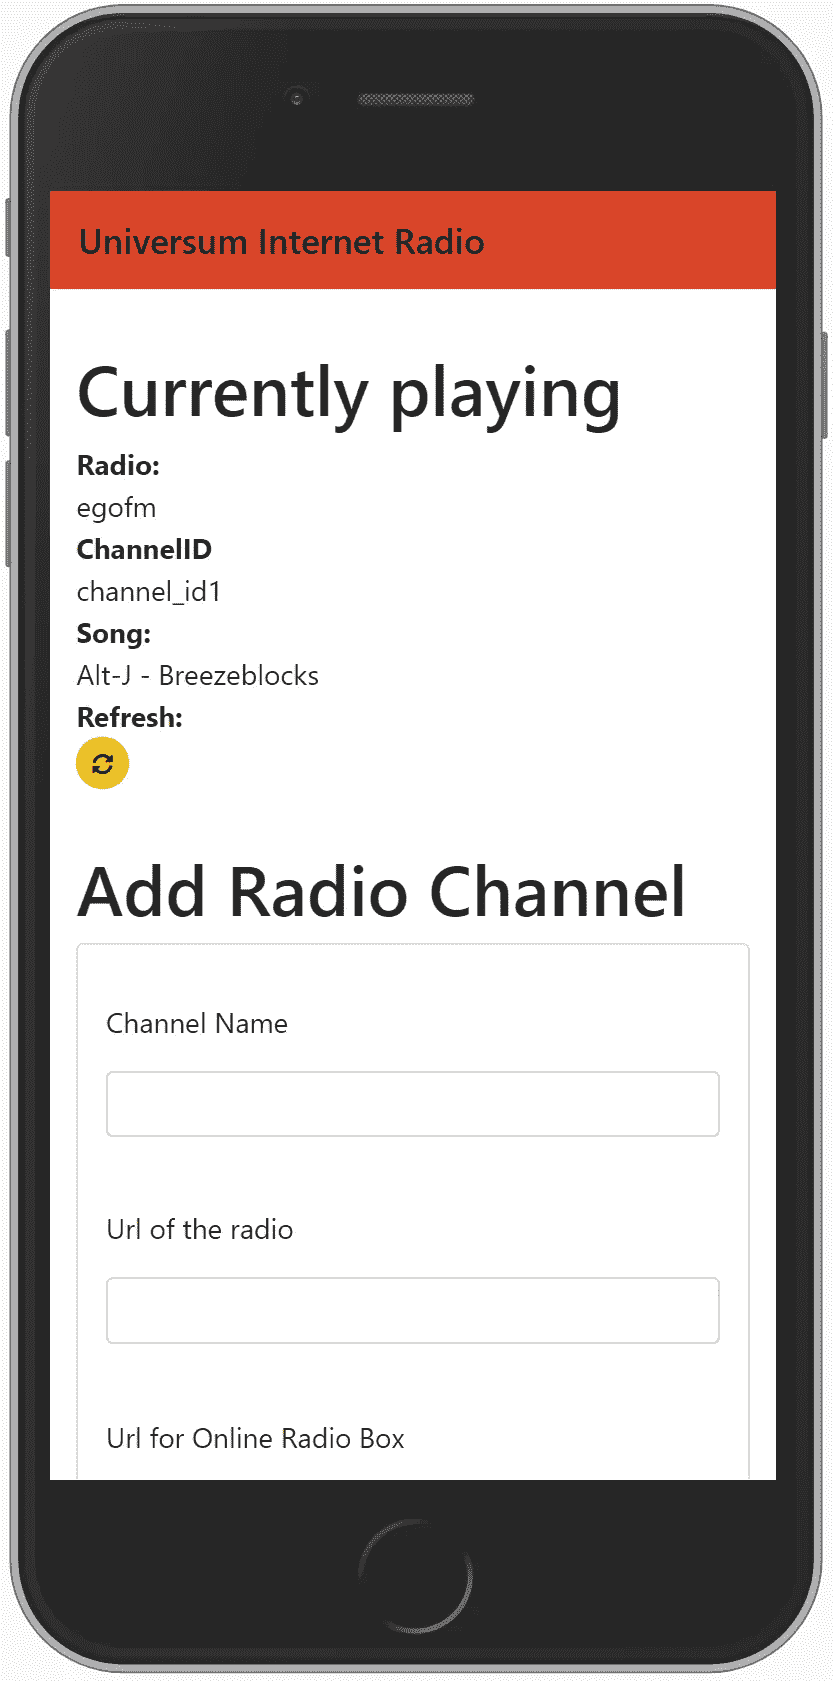 Universum Internet Radio
Currently playing
Radio:
egofm
ChannelID
channel_id1
Song:
Alt-J - Breezeblocks
Refresh:
Add Radio Channel
Channel Name
Url of the radio
Url for Online Radio Box